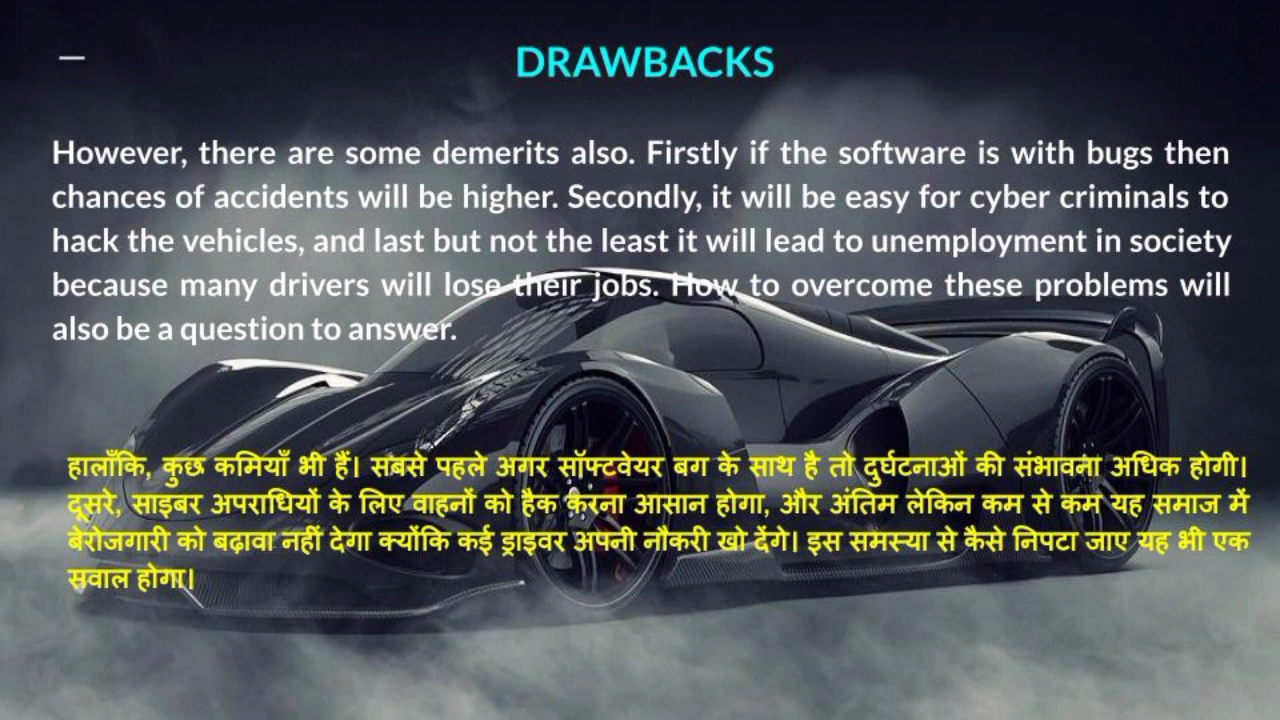 DRAWBACKS
However, there are some demerits also. Firstly if the software is with bugs then
chances of accidents will be higher. Secondly, it will be easy for cyber criminals to
hack the vehicles, and last but not the least it will lead to unemployment in society
because many drivers will lose their jobs. How to overcome these problems will
also be a question to answer.
हालाँकि, कुछ कमियाँ भी हैं। सबसे पहले अगर सॉफ्टवेयर बग के साथ है तो दुर्घटनाओं की संभावना अधिक होगी।
दूसरे, साइबर अपराधियों के लिए वाहनों को हैक करना आसान होगा, और अंतिम लेकिन कम से कम यह समाज में
बेरोजगारी को बढ़ावा नहीं देगा क्योंकि कई ड्राइवर अपनी नौकरी खो देंगे। इस समस्या से कैसे निपटा जाए यह भी एक
सवाल होगा।